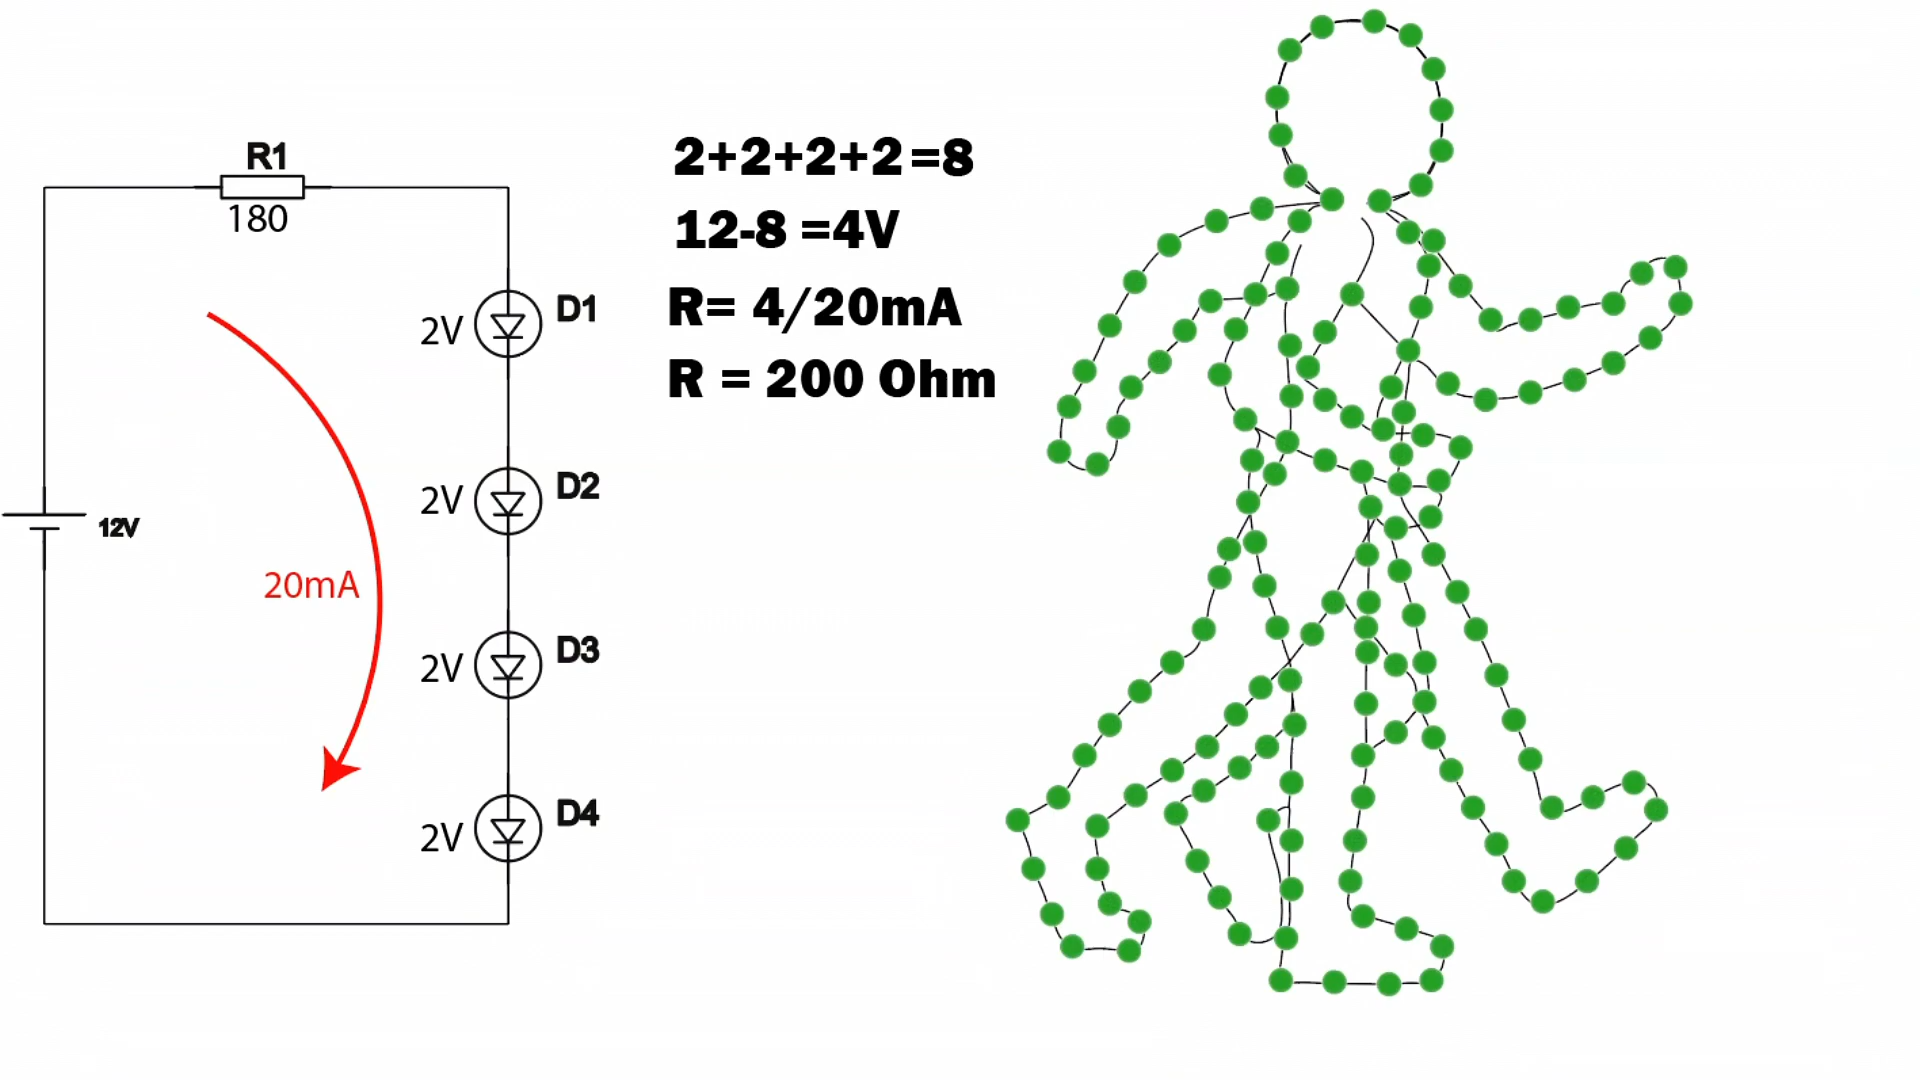 R1
180
2V
D1
2V
D2
12V
20mA
2V
D3
2V
D4
2+2+2+2=8
12-8 =4V
R= 4/20mA
R = 200 Ohm